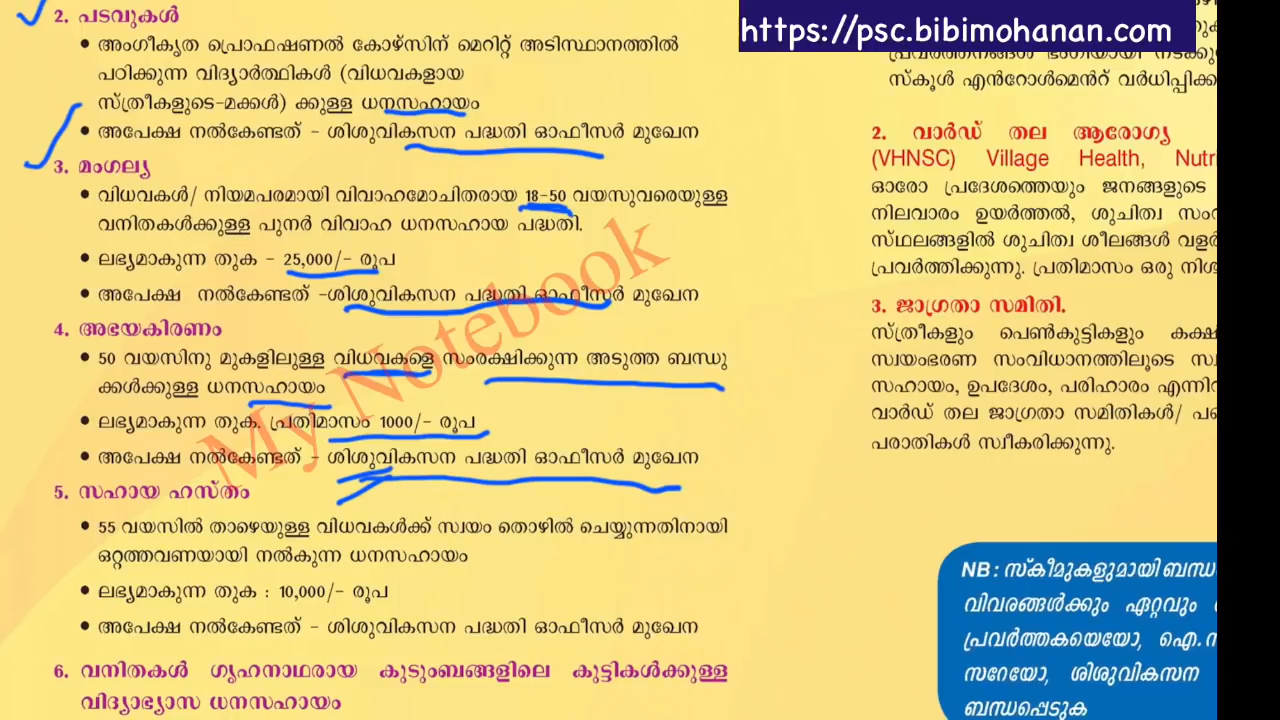 https://psc.bibimohanan.com
2. പടവുകൾ
• അംഗീകൃത പ്രൊഫഷണൽ കോഴ്സിന് മെറിറ്റ് അടിസ്ഥാനത്തിൽ
പഠിക്കുന്ന വിദ്യാർത്ഥികൾ (വിധവകളായ
സ്ത്രീകളുടെ-മക്കൾ) ക്കുള്ള ധനസഹായം
• അപേക്ഷ നൽകേണ്ടത് - ശിശുവികസന പദ്ധതി ഓഫീസർ മുഖേന
3. മംഗല്യ
• വിധവകൾ/ നിയമപരമായി വിവാഹമോചിതരായ 18-50 വയസുവരെയുള്ള
വനിതകൾക്കുള്ള പുനർ വിവാഹ ധനസഹായ പദ്ധതി.
• ലഭ്യമാകുന്ന തുക - 25,000/- രൂപ
• അപേക്ഷ നൽകേണ്ടത് -ശിശുവികസന പദ്ധതി ഓഫീസർ മുഖേന
4. അഭയകിരണം
• 50 വയസിനു മുകളിലുള്ള വിധവകളെ സംരക്ഷിക്കുന്ന അടുത്ത ബന്ധു
ക്കൾക്കുള്ള ധനസഹായം
• ലഭ്യമാകുന്ന തുക. പ്രതിമാസം 1000/- രൂപ
• അപേക്ഷ നൽകേണ്ടത് - ശിശുവികസന പദ്ധതി ഓഫീസർ മുഖേന
5. സഹായ ഹസ്തം
• 55 വയസിൽ താഴെയുള്ള വിധവകൾക്ക് സ്വയം തൊഴിൽ ചെയ്യുന്നതിനായി
ഒറ്റത്തവണയായി നൽകുന്ന ധനസഹായം
• ലഭ്യമാകുന്ന തുക : 10,000/- രൂപ
• അപേക്ഷ നൽകേണ്ടത് - ശിശുവികസന പദ്ധതി ഓഫീസർ മുഖേന
6. വനിതകൾ ഗൃഹനാഥരായ കുടുംബങ്ങളിലെ കുട്ടികൾക്കുള്ള
വിദ്യാഭ്യാസ ധനസഹായം
My Notebook
സ്കൂൾ എൻറോൾമെൻറ് വർധിപ്പിക്ക
2. വാർഡ് തല ആരോഗ്യ
(VHNSC) Village Health, Nutr
ഓരോ പ്രദേശത്തെയും ജനങ്ങളുടെ
നിലവാരം ഉയർത്തൽ, ശുചിത്വ
സ്ഥലങ്ങളിൽ ശുചിത്വ ശീലങ്ങൾ
പ്രവർത്തിക്കുന്നു. പ്രതിമാസം ഒരു
3. ജാഗ്രതാ സമിതി.
സ്ത്രീകളും പെൺകുട്ടികളും
സ്വയംഭരണ സംവിധാനത്തിലൂടെ
സഹായം, ഉപദേശം, പരിഹാരം
വാർഡ് തല ജാഗ്രതാ സമിതികൾ/
പരാതികൾ സ്വീകരിക്കുന്നു.
NB : സ്കീമുകളുമായി ബന്ധ
വിവരങ്ങൾക്കും ഏറ്റവും
പ്രവർത്തകയെയോ,
സറേയോ, ശിശുവികസന
ബന്ധപ്പെടുക